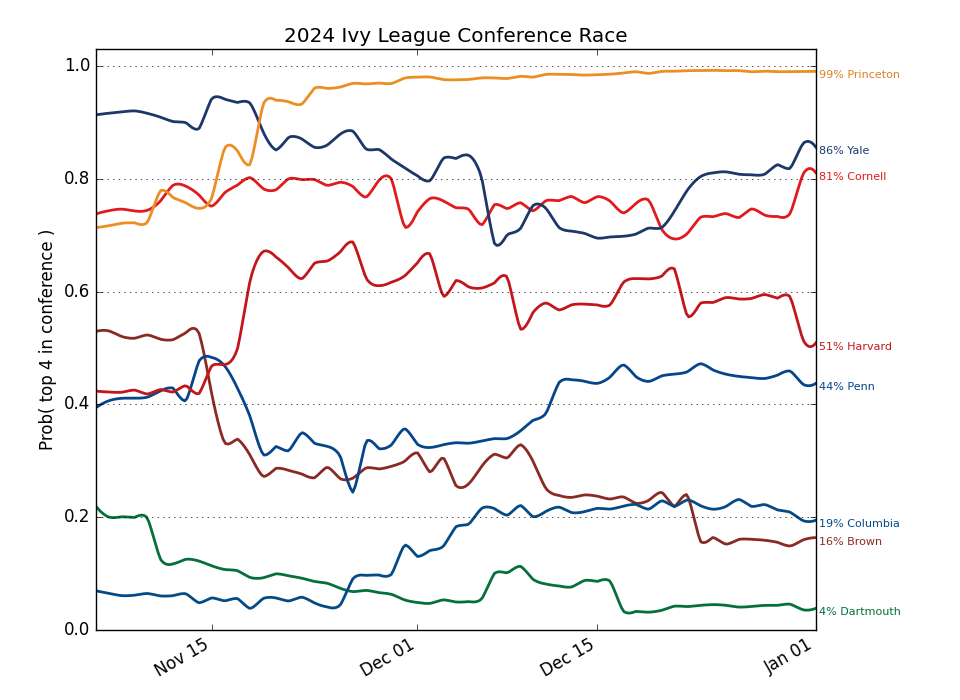 2024 Ivy League Conference Race
Prob( top 4 in conference )
1.0
0.8
0.6
0.4
0.2
0.0
99% Princeton
86% Yale
81% Cornell
51% Harvard
44% Penn
19% Columbia
16% Brown
4% Dartmouth
Nov 15
Dec 01
Dec 15
Jan 01